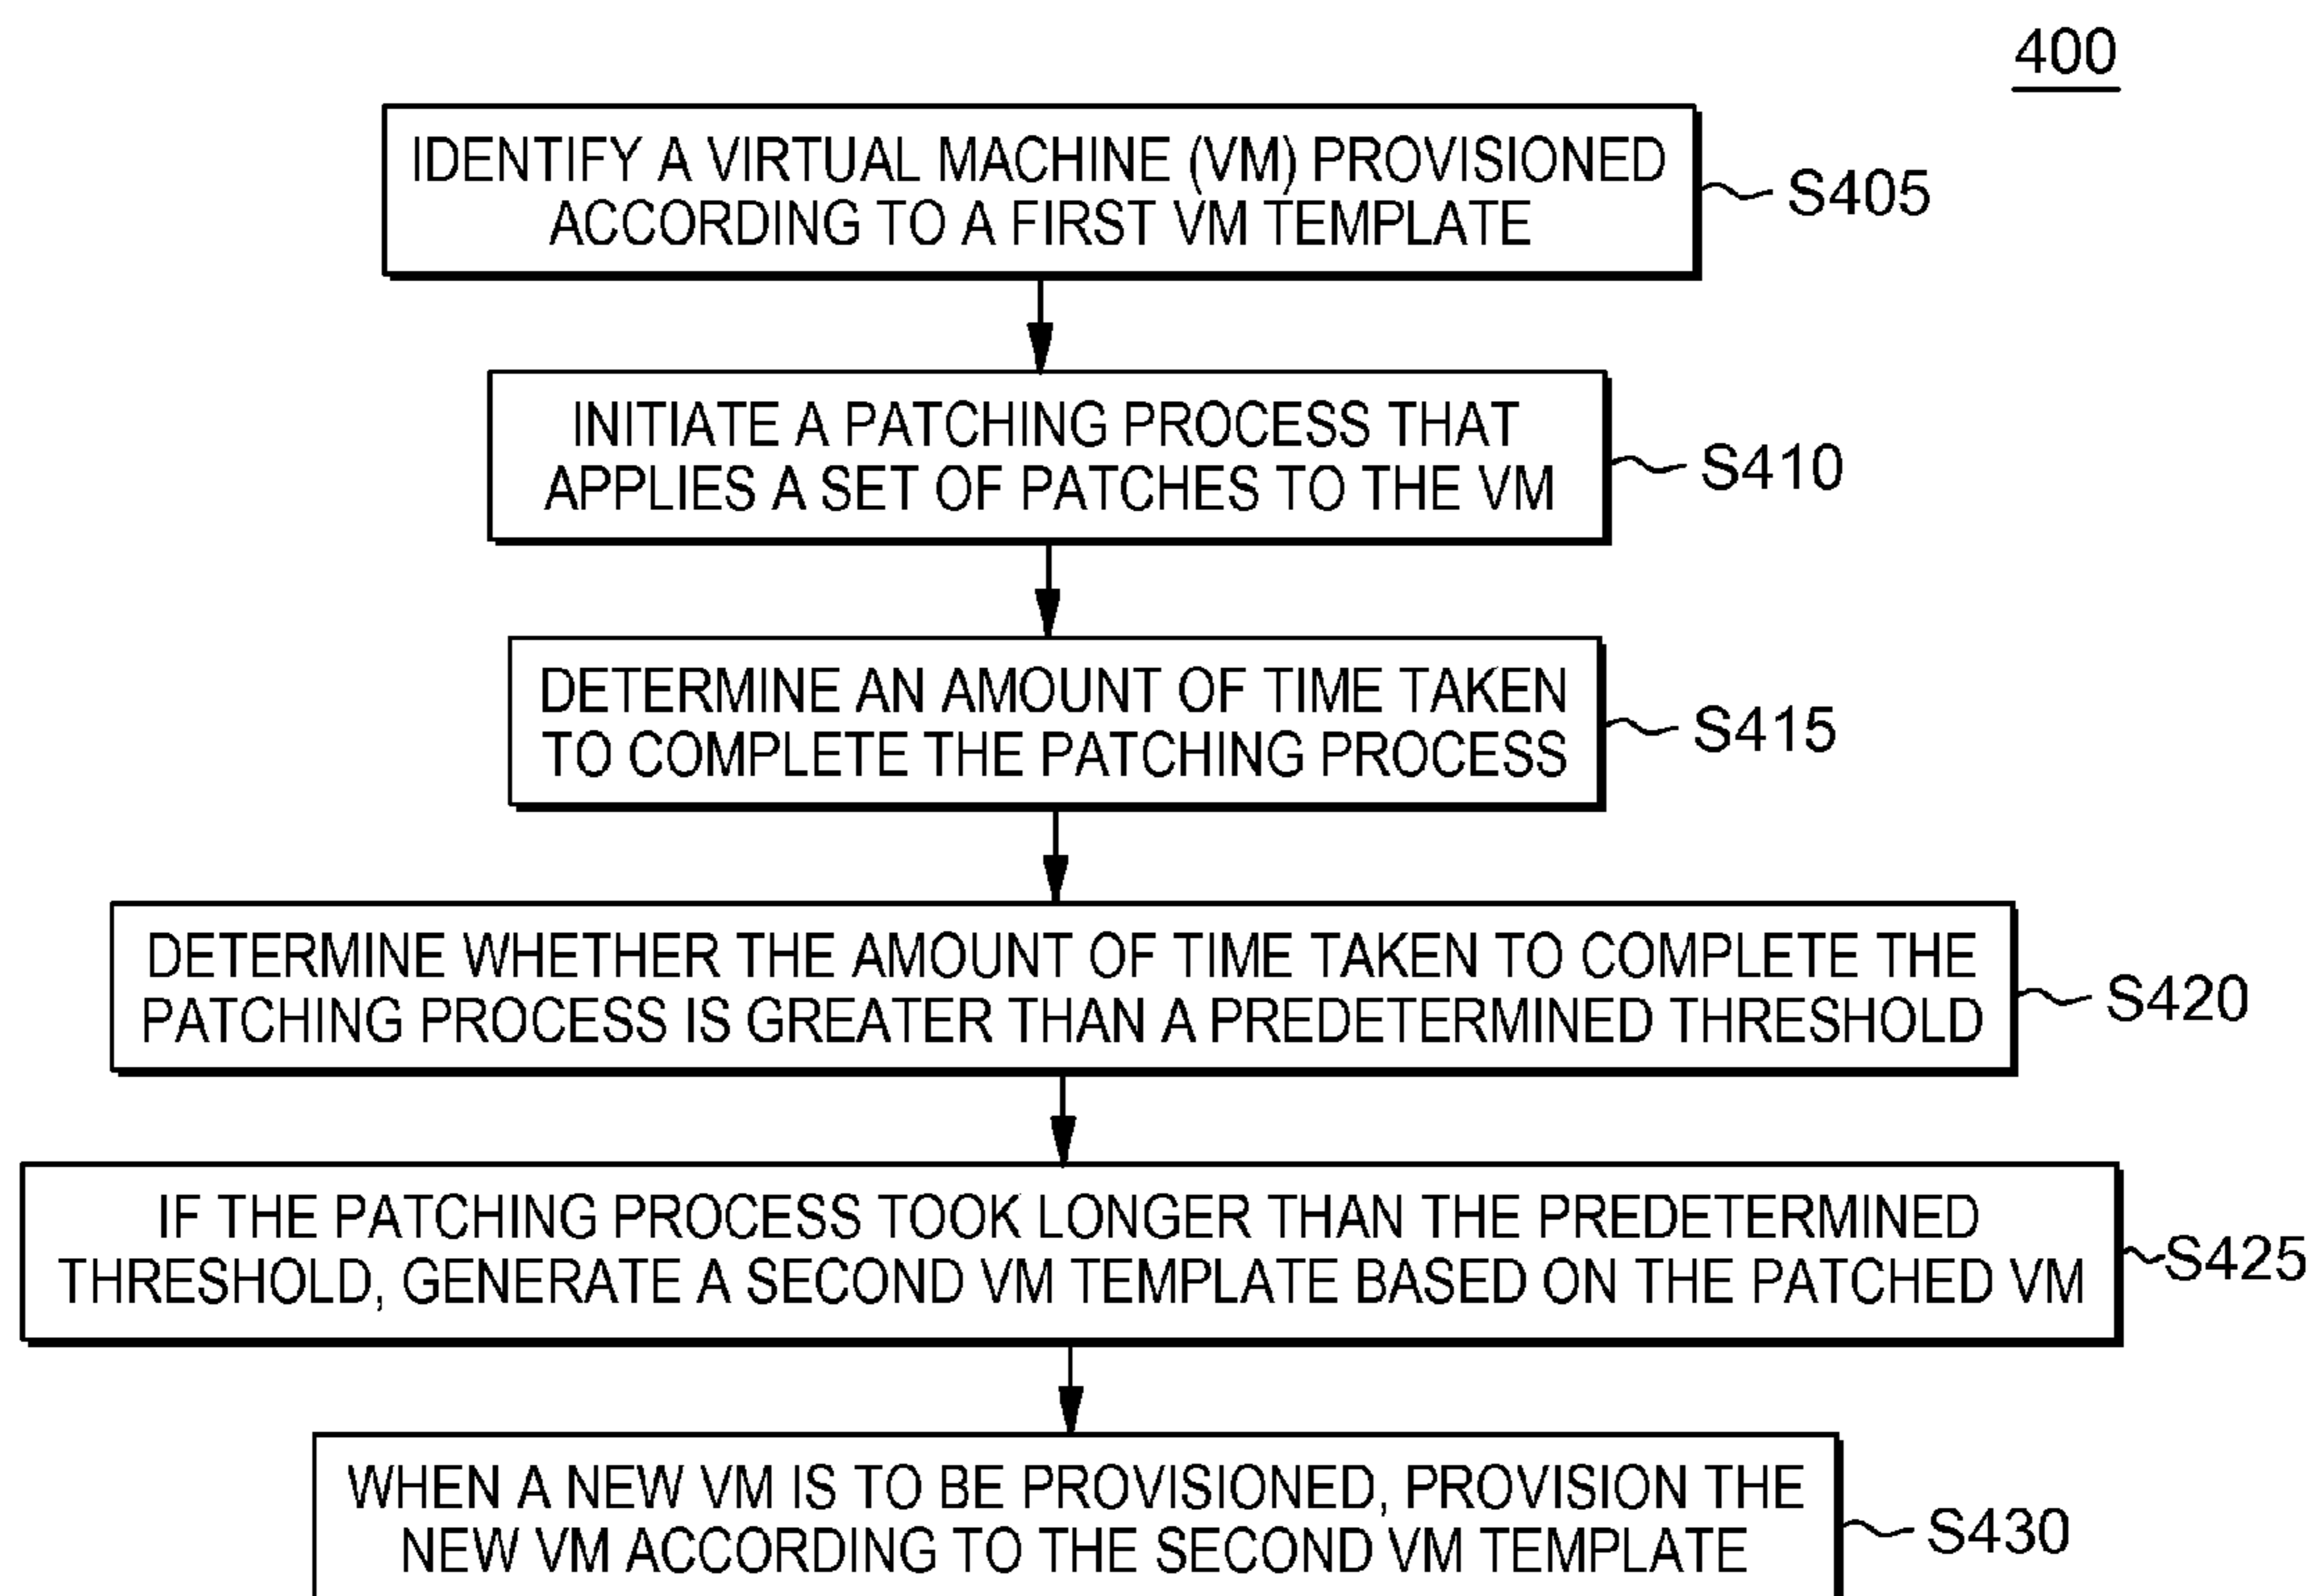 400
IDENTIFY A VIRTUAL MACHINE (VM) PROVISIONED
ACCORDING TO A FIRST VM TEMPLATE
S405
INITIATE A PATCHING PROCESS THAT
APPLIES A SET OF PATCHES TO THE VM
S410
DETERMINE AN AMOUNT OF TIME TAKEN
TO COMPLETE THE PATCHING PROCESS
S415
DETERMINE WHETHER THE AMOUNT OF TIME TAKEN TO COMPLETE THE
PATCHING PROCESS IS GREATER THAN A PREDETERMINED THRESHOLD
S420
IF THE PATCHING PROCESS TOOK LONGER THAN THE PREDETERMINED
THRESHOLD, GENERATE A SECOND VM TEMPLATE BASED ON THE PATCHED VM
S425
WHEN A NEW VM IS TO BE PROVISIONED, PROVISION THE
NEW VM ACCORDING TO THE SECOND VM TEMPLATE
S430